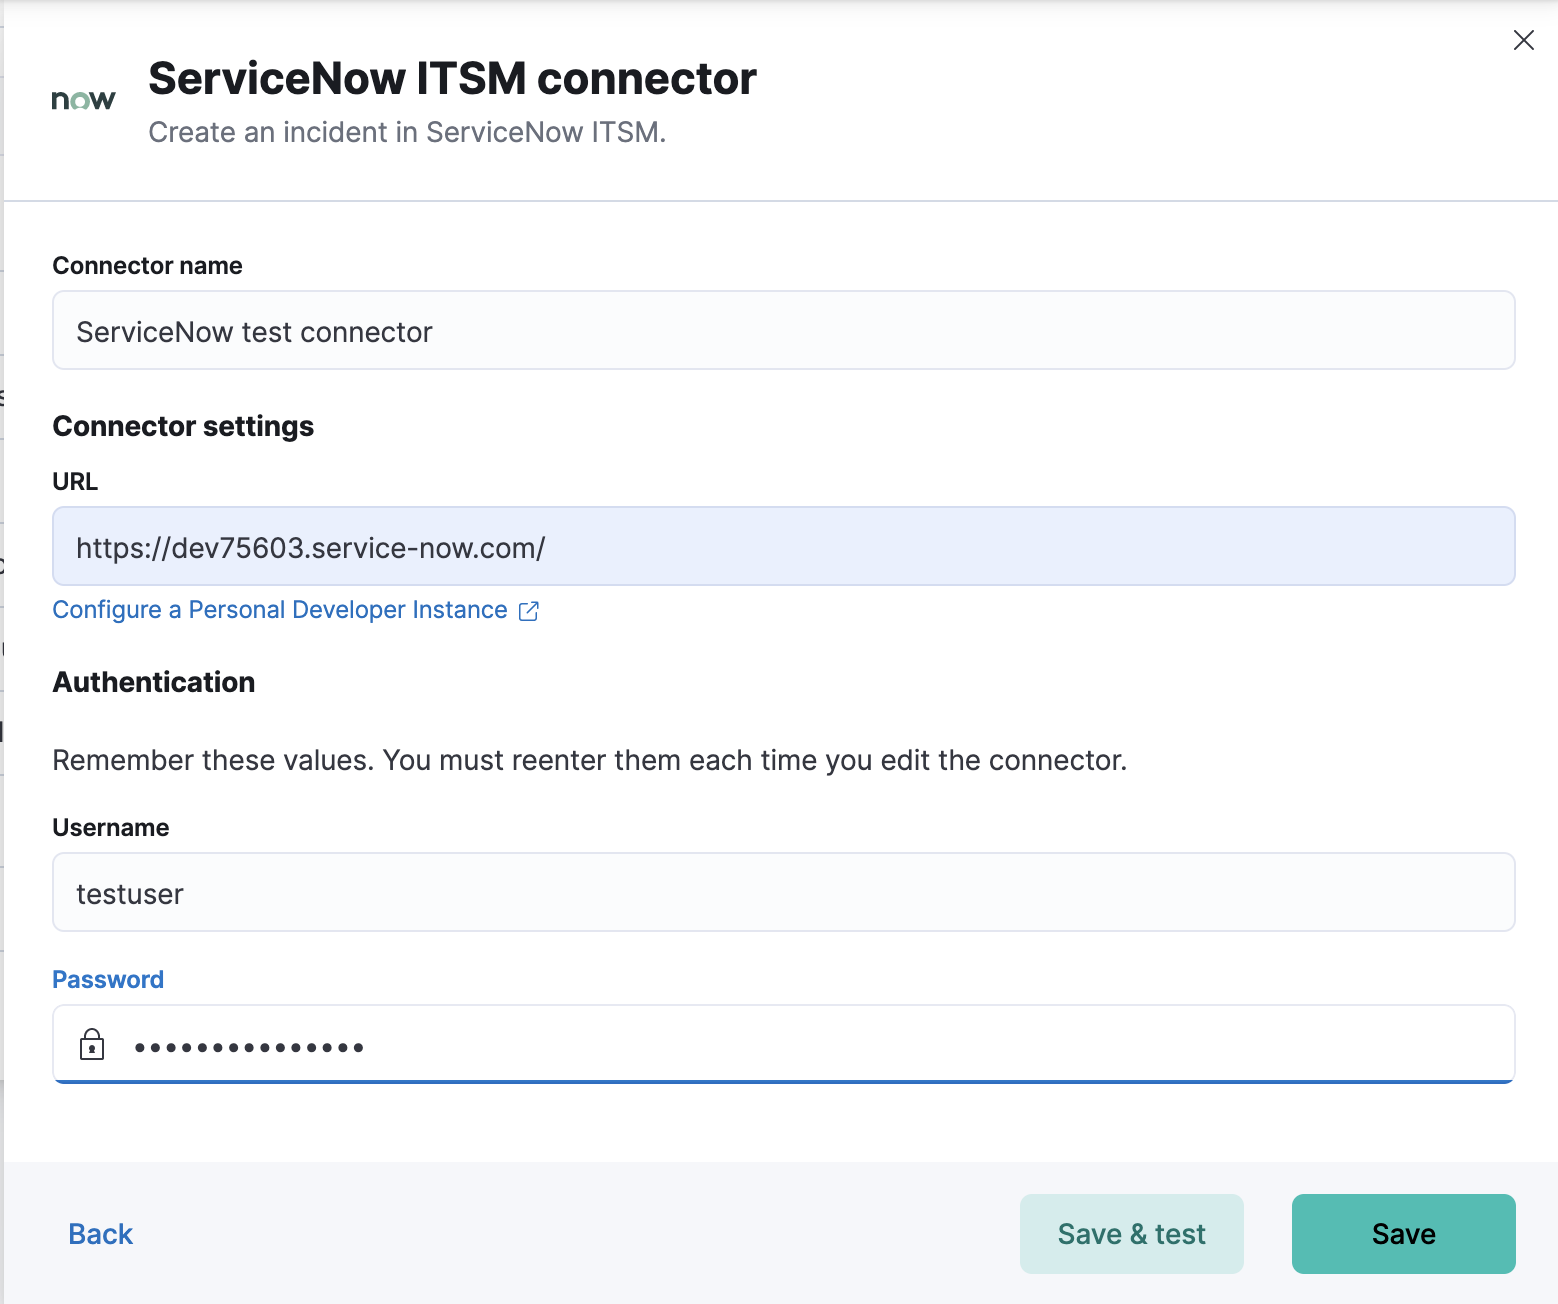 now
ServiceNow ITSM connector
Create an incident in ServiceNow ITSM.
Connector name
ServiceNow test connector
Connector settings
URL
https://dev75603.service-now.com/
Configure a Personal Developer Instance
Authentication
Remember these values. You must reenter them each time you edit the connector.
Username
testuser
Password
•••••••••••••••
Back
Save & test
Save